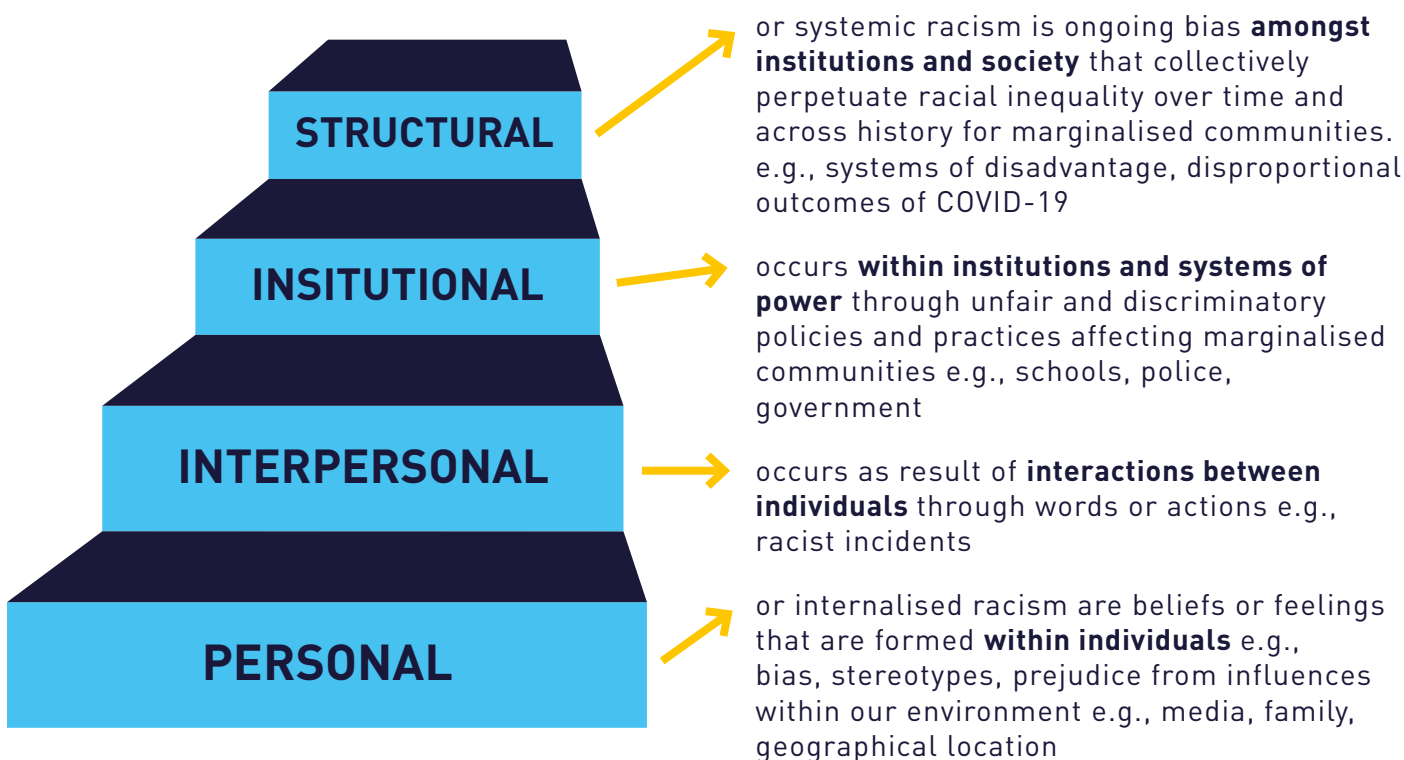 STRUCTURAL
or systemic racism is ongoing bias amongst
institutions and society that collectively
perpetuate racial inequality over time and
across history for marginalised communities.
e.g., systems of disadvantage, disproportional
outcomes of COVID-19
INSITUTIONAL
occurs within institutions and systems of
power through unfair and discriminatory
policies and practices affecting marginalised
communities e.g., schools, police,
government
INTERPERSONAL
occurs as result of interactions between
individuals through words or actions e.g.,
racist incidents
PERSONAL
or internalised racism are beliefs or feelings
that are formed within individuals e.g.,
bias, stereotypes, prejudice from influences
within our environment e.g., media, family,
geographical location